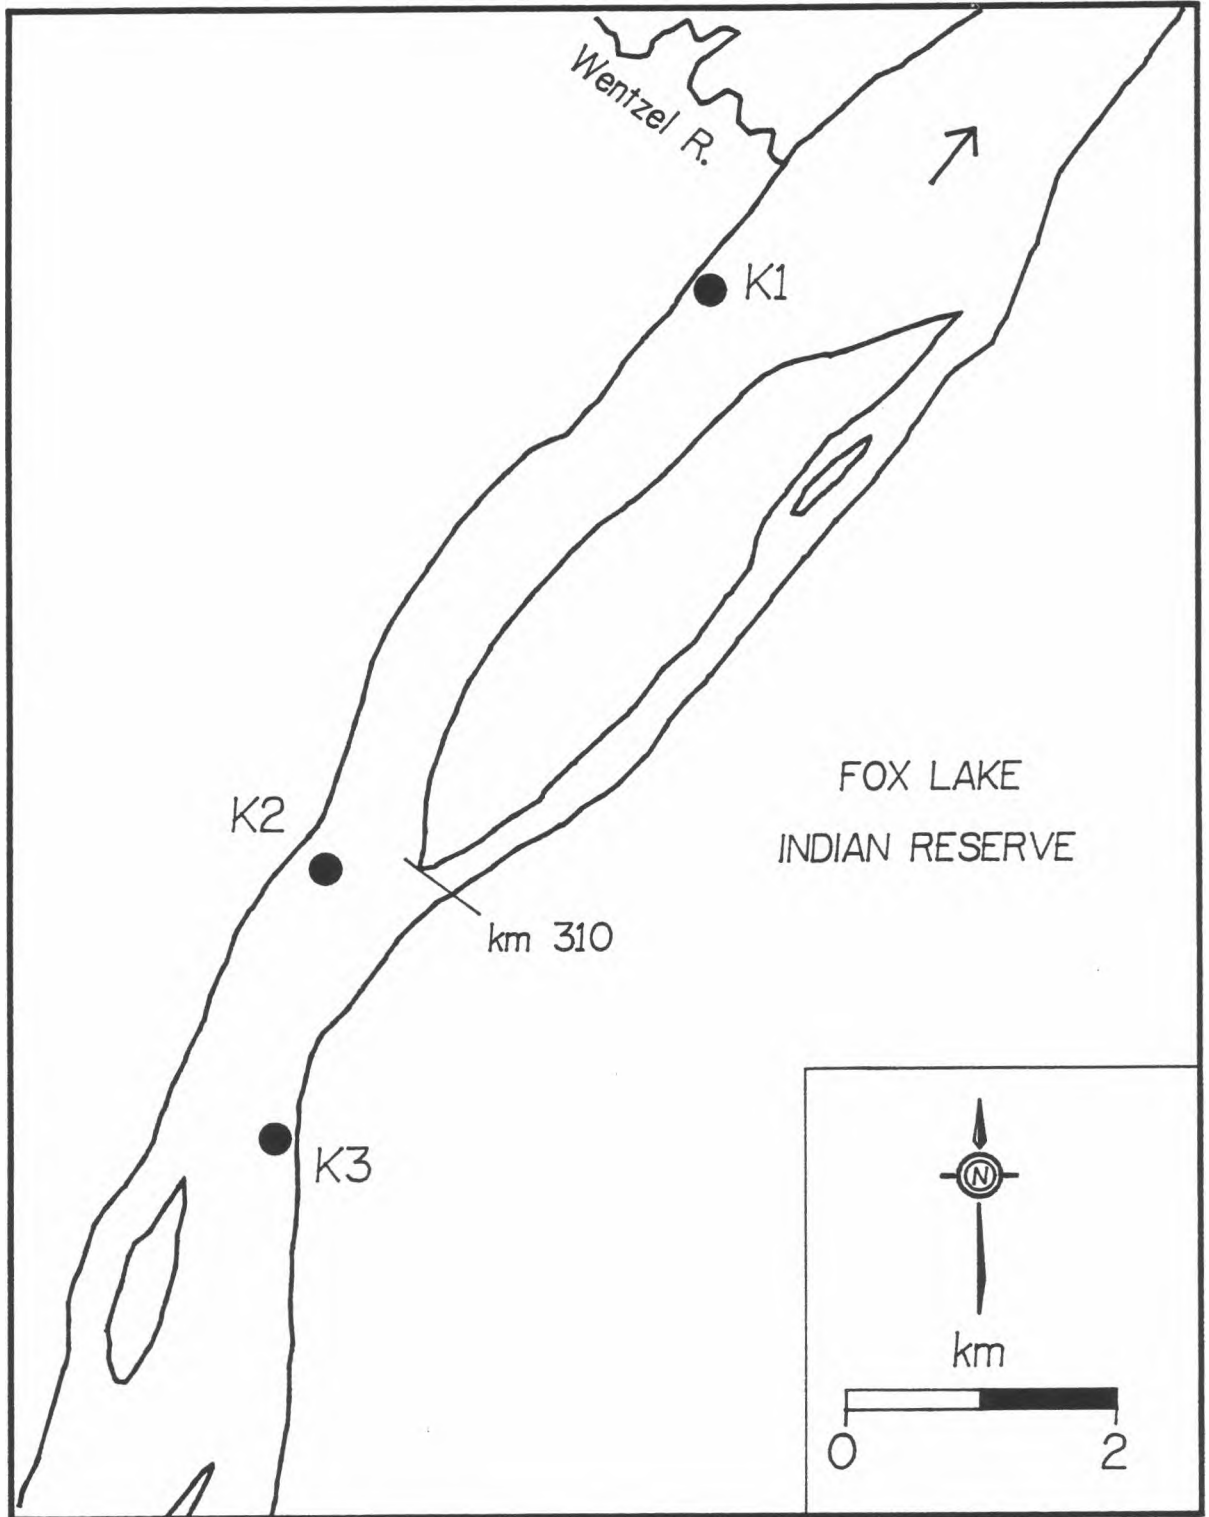 Wentzel R.
K1
FOX LAKE
INDIAN RESERVE
K2
km 310
K3
N
km
0 2